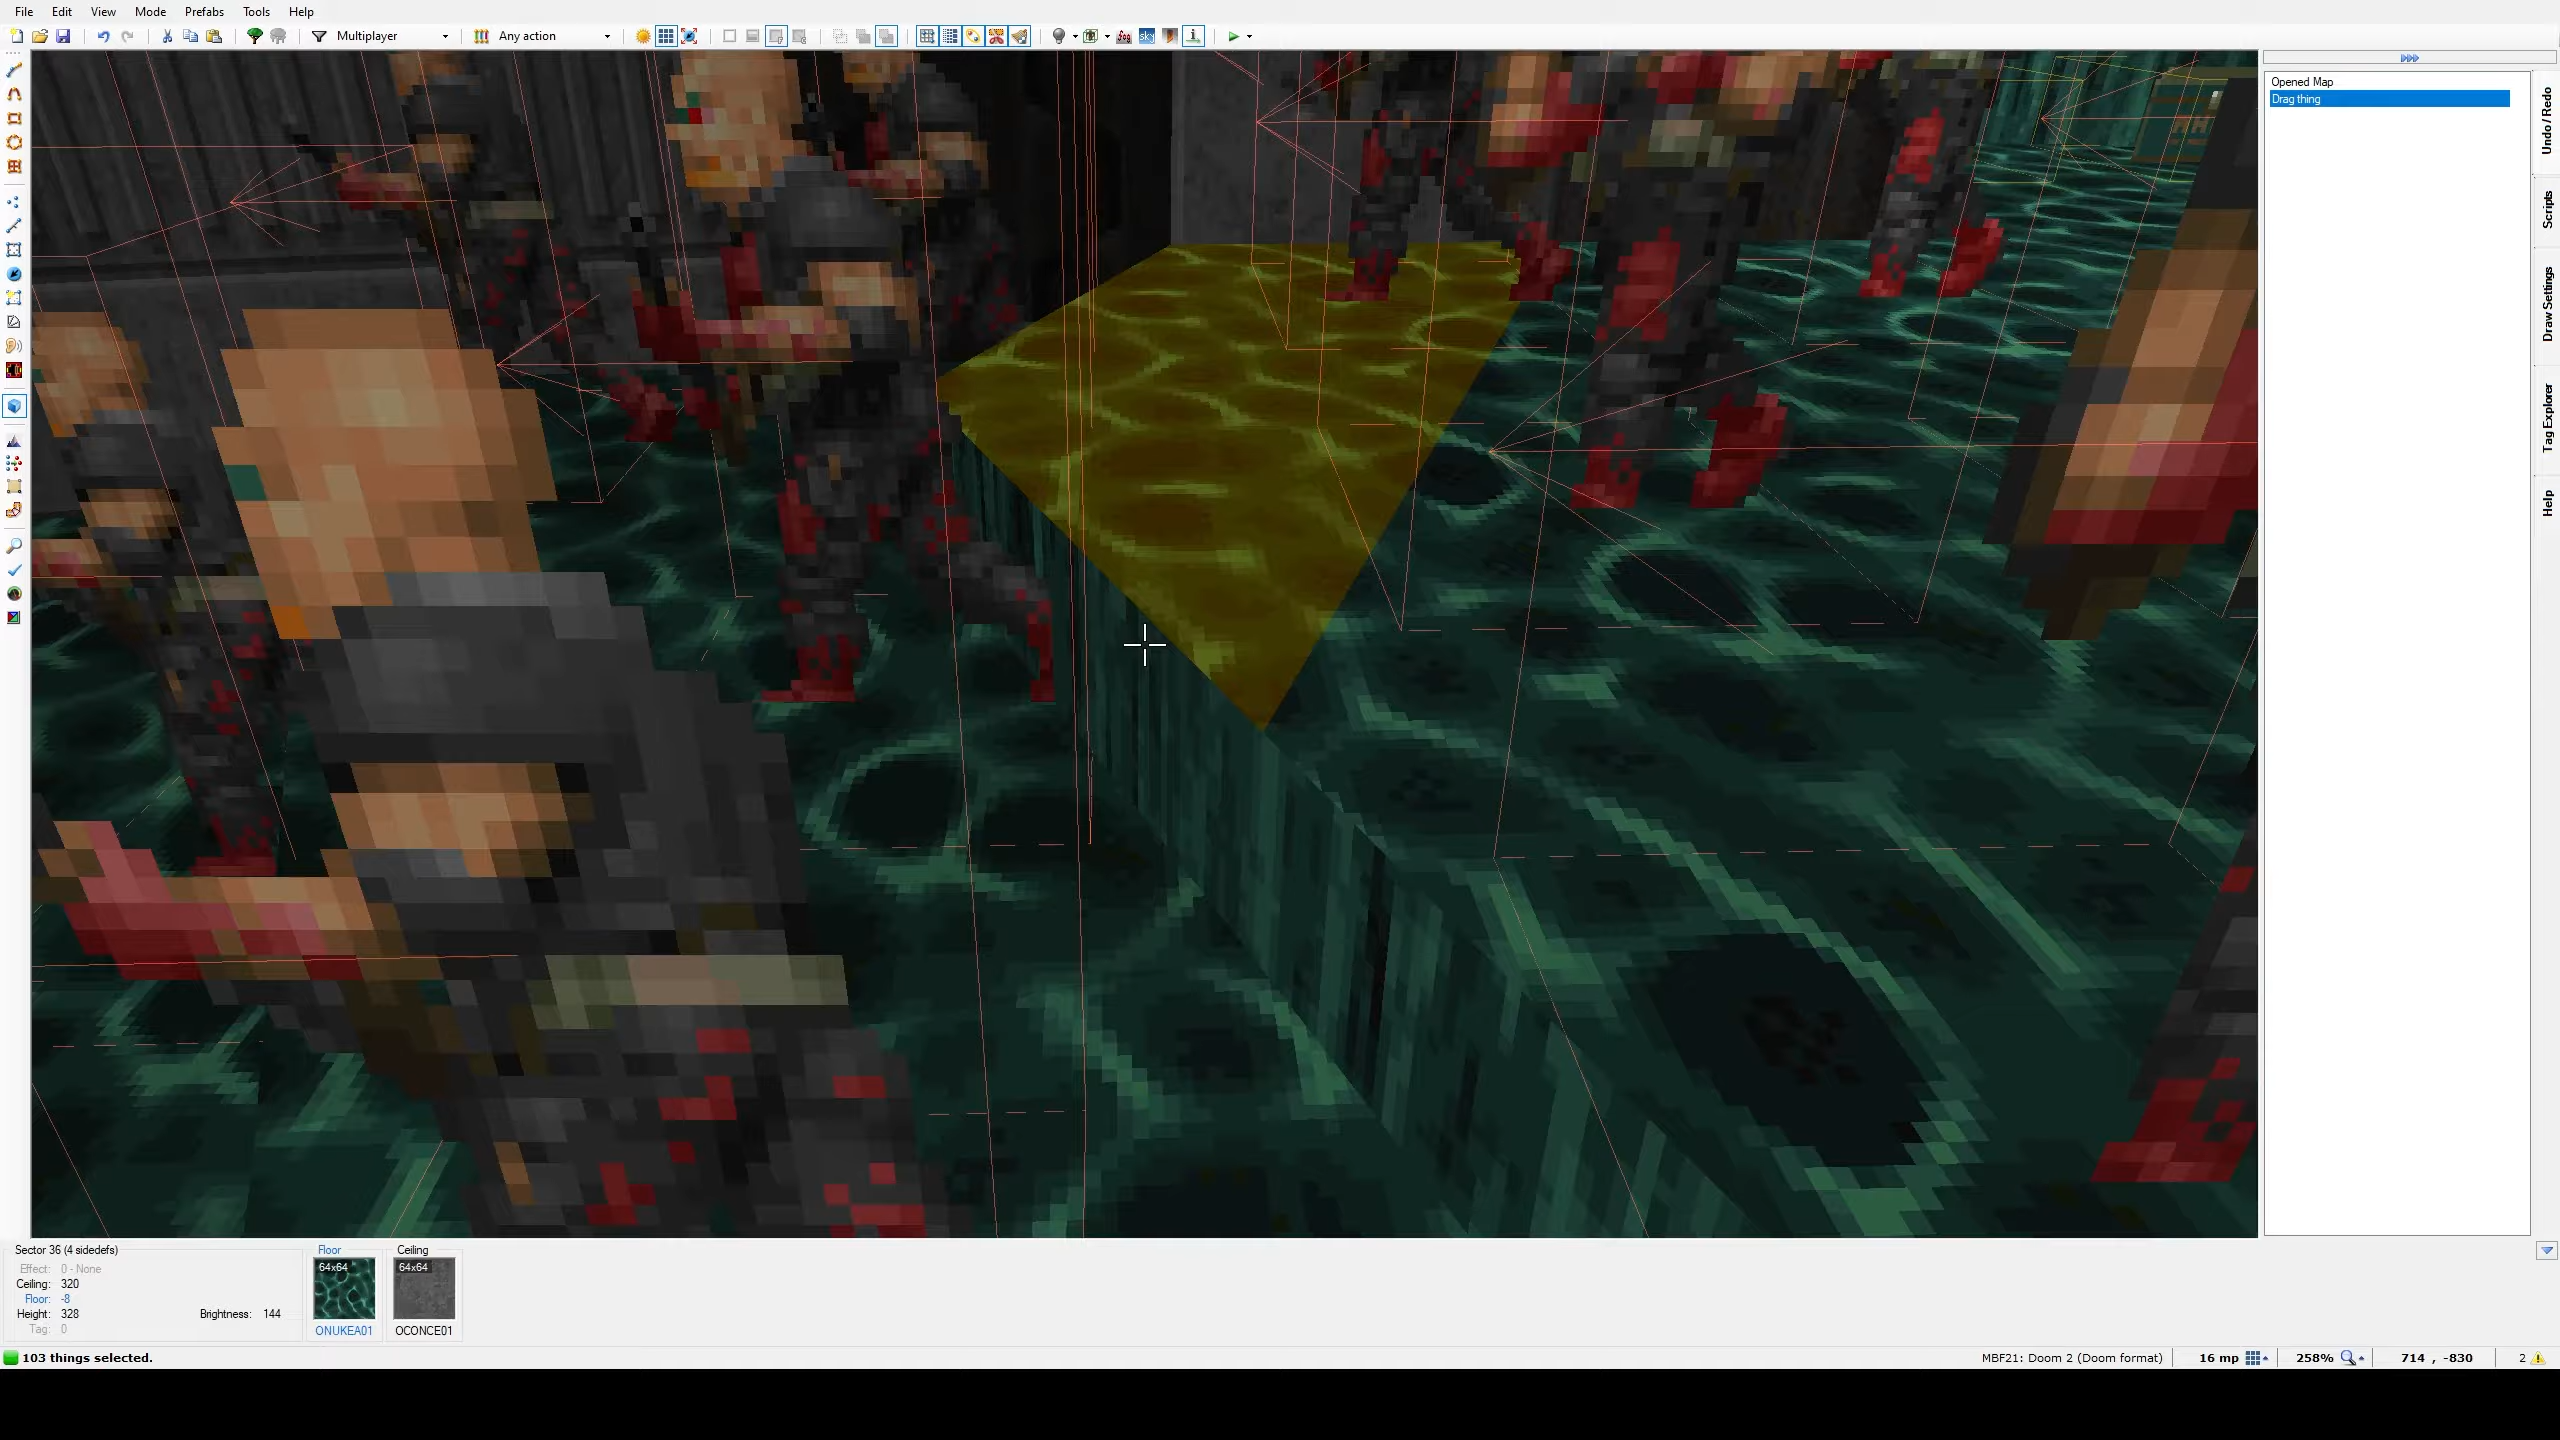 File Edit View Mode Prefabs Tools Help
Multiplayer Any action
sky
Opened Map
Drag thing
Undo / Redo
Scripts
Draw Settings
Tag Explorer
Help
Sector 36 (4 sidedefs) Floor Ceiling
Effect: 0 - None 64x64 64x64
Ceiling: 320
Floor: -8
Height: 328 Brightness: 144
Tag: 0 ONUKEA01 OCONCE01
103 things selected. MBF21: Doom 2 (Doom format) 16 mp 258% 714 , -830 2